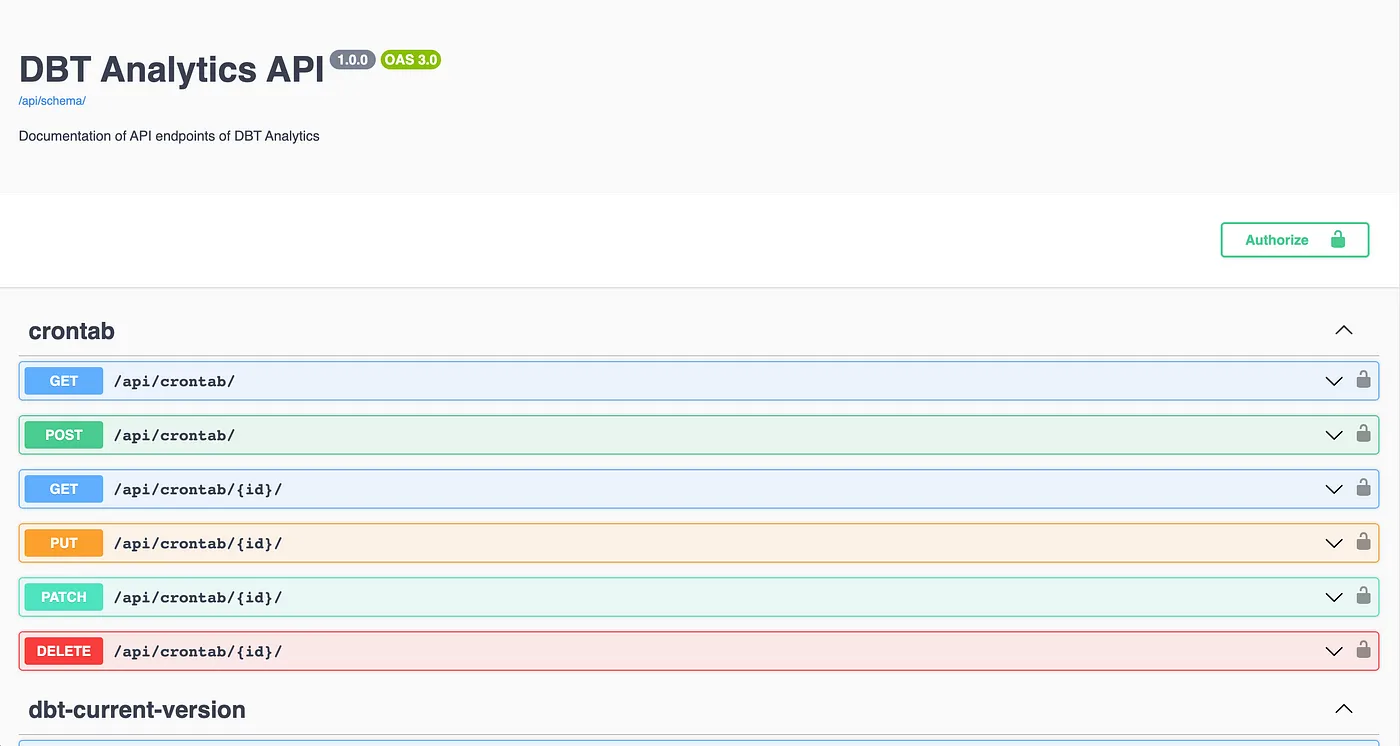 DBT Analytics API 1.0.0 OAS 3.0
/api/schema/
Documentation of API endpoints of DBT Analytics
Authorize
crontab
GET /api/crontab/
POST /api/crontab/
GET /api/crontab/{id}/
PUT /api/crontab/{id}/
PATCH /api/crontab/{id}/
DELETE /api/crontab/{id}/
dbt-current-version